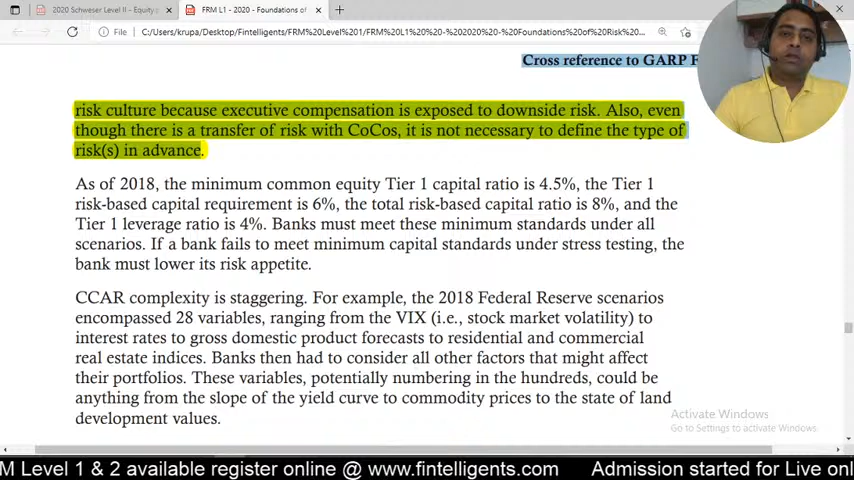 2020 Schweser Level II - Equity
FRM L1 - 2020 - Foundations of
File
C:/Users/krupa/Desktop/Fintelligents/FRM%20Level%201/FRM%20L1%20%20-%202020%20-%20Foundations%20of%20Risk%20M...
Cross reference to GARP F
risk culture because executive compensation is exposed to downside risk. Also, even
though there is a transfer of risk with CoCos, it is not necessary to define the type of
risk(s) in advance.
As of 2018, the minimum common equity Tier 1 capital ratio is 4.5%, the Tier 1
risk-based capital requirement is 6%, the total risk-based capital ratio is 8%, and the
Tier 1 leverage ratio is 4%. Banks must meet these minimum standards under all
scenarios. If a bank fails to meet minimum capital standards under stress testing, the
bank must lower its risk appetite.
CCAR complexity is staggering. For example, the 2018 Federal Reserve scenarios
encompassed 28 variables, ranging from the VIX (i.e., stock market volatility) to
interest rates to gross domestic product forecasts to residential and commercial
real estate indices. Banks then had to consider all other factors that might affect
their portfolios. These variables, potentially numbering in the hundreds, could be
anything from the slope of the yield curve to commodity prices to the state of land
development values.
Activate Windows
Go to Settings to activate Windows.
M Level 1 & 2 available register online @ www.fintelligents.com Admission started for Live onl